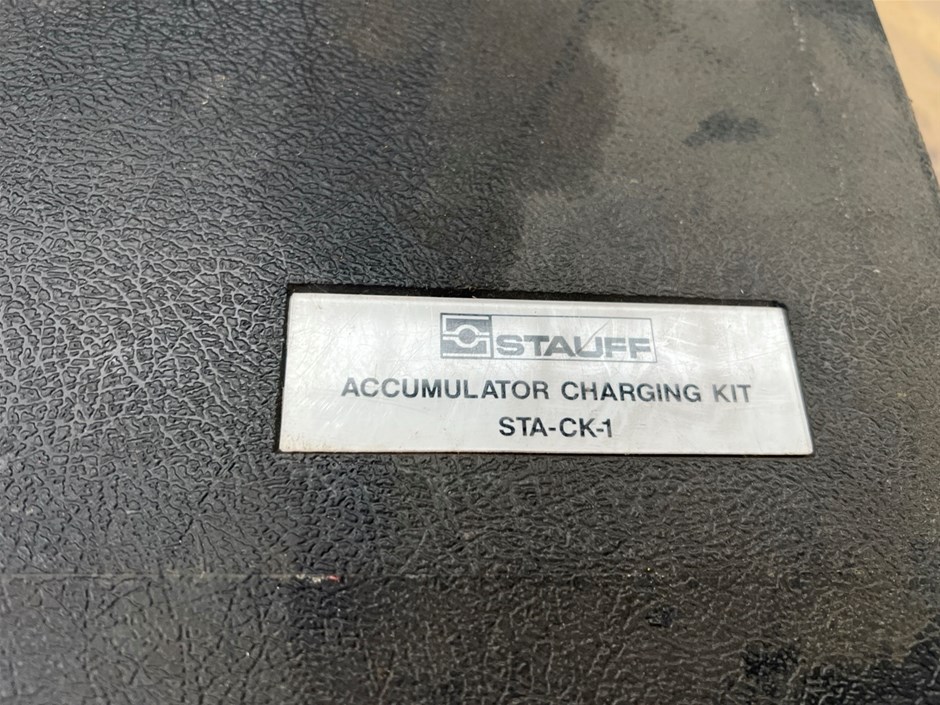 STAUFF
ACCUMULATOR CHARGING KIT
STA-CK-1